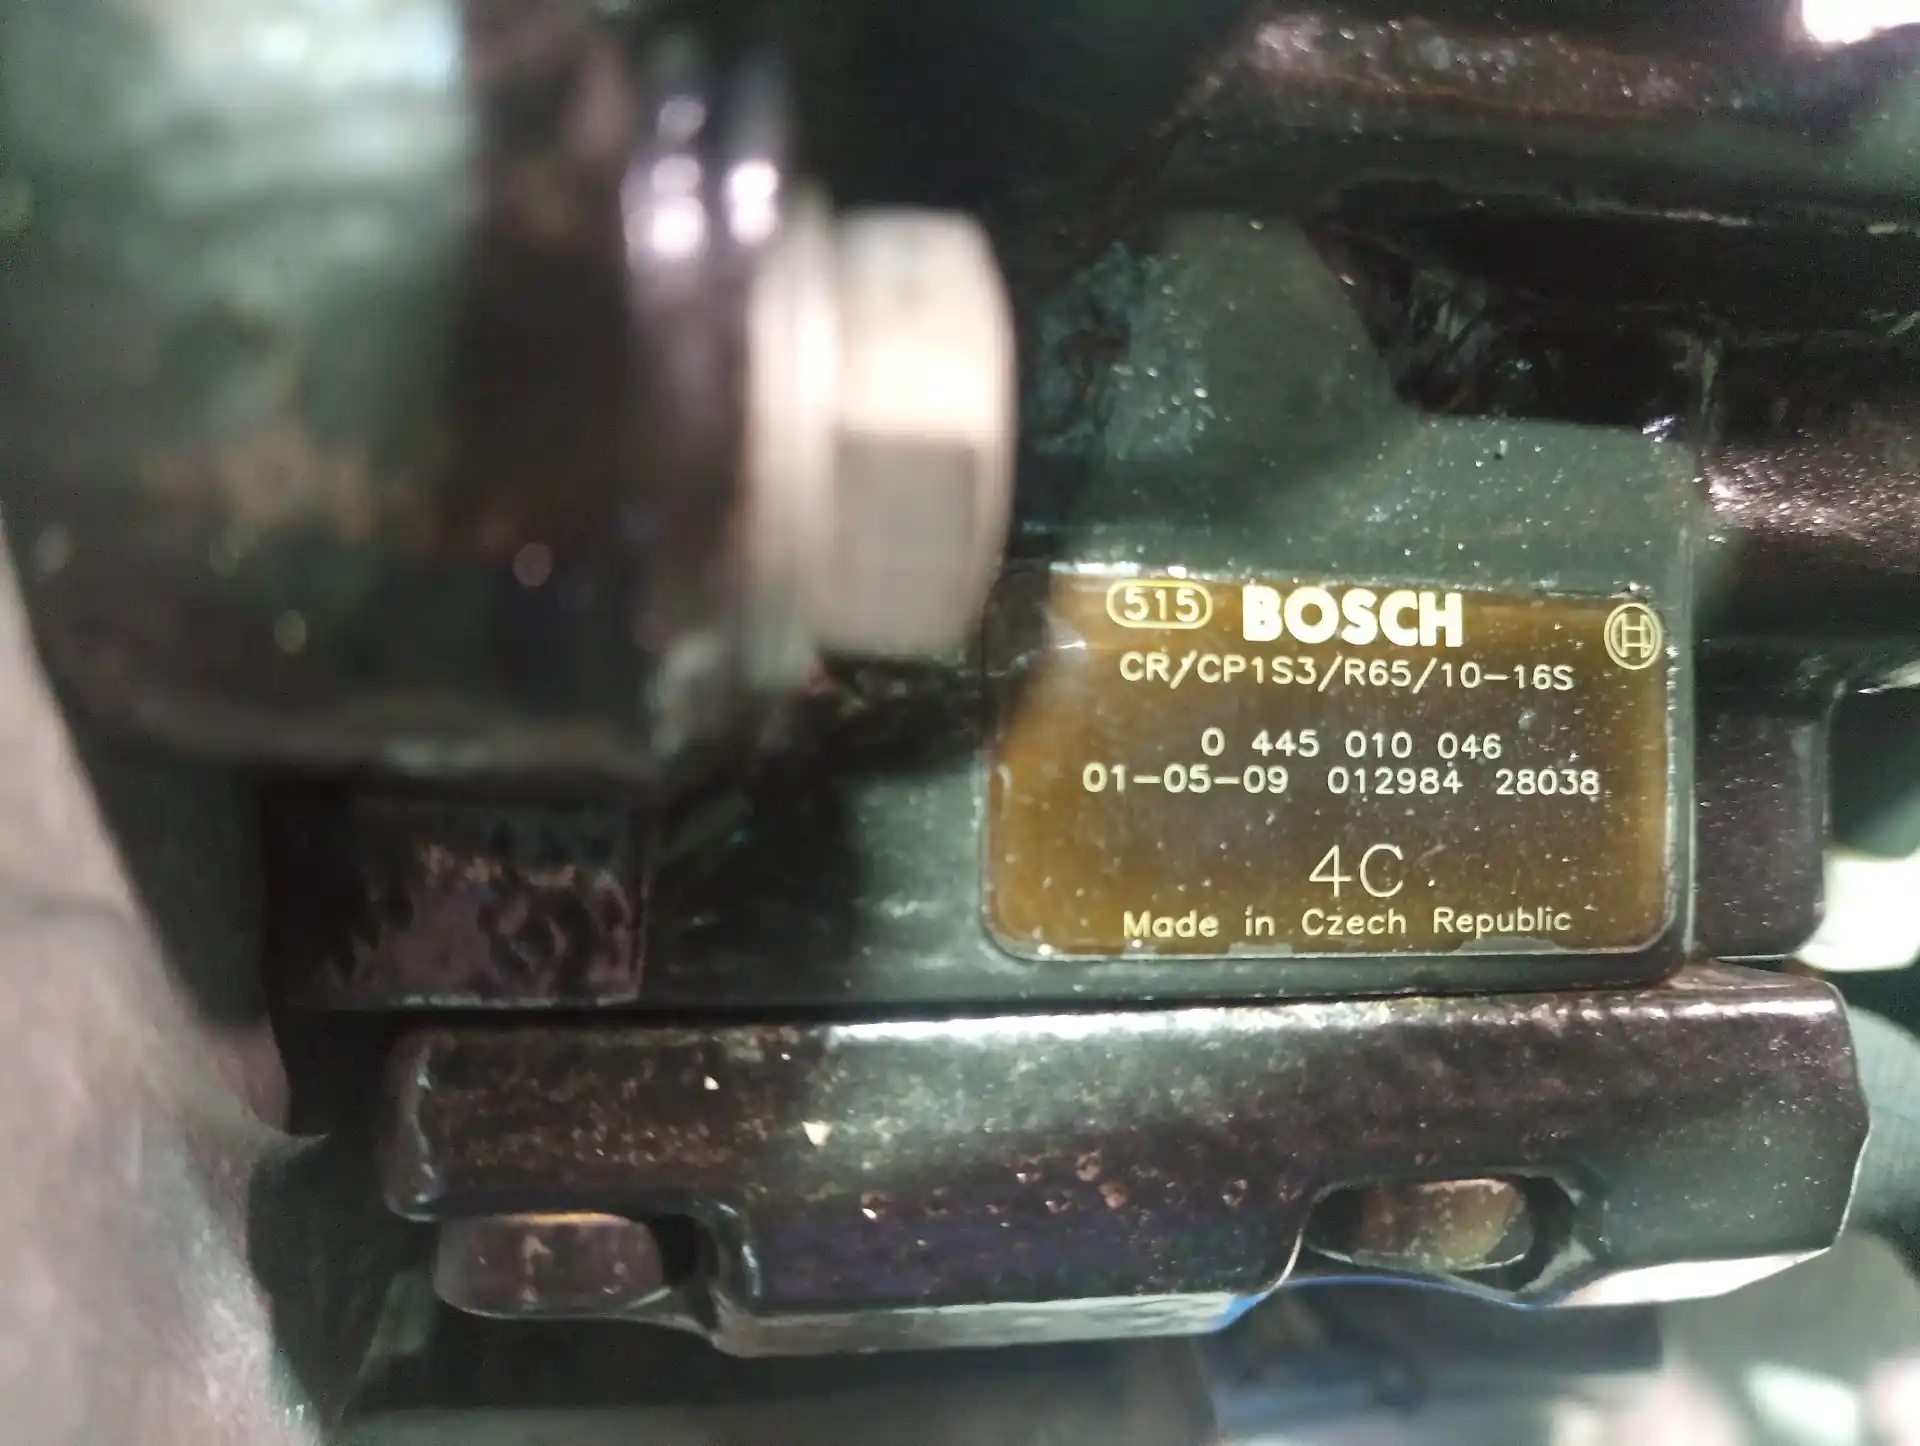 515 BOSCH
CR/CP1S3/R65/10-16S
0 445 010 046
01-05-09 012984 28038
4C
Made in Czech Republic